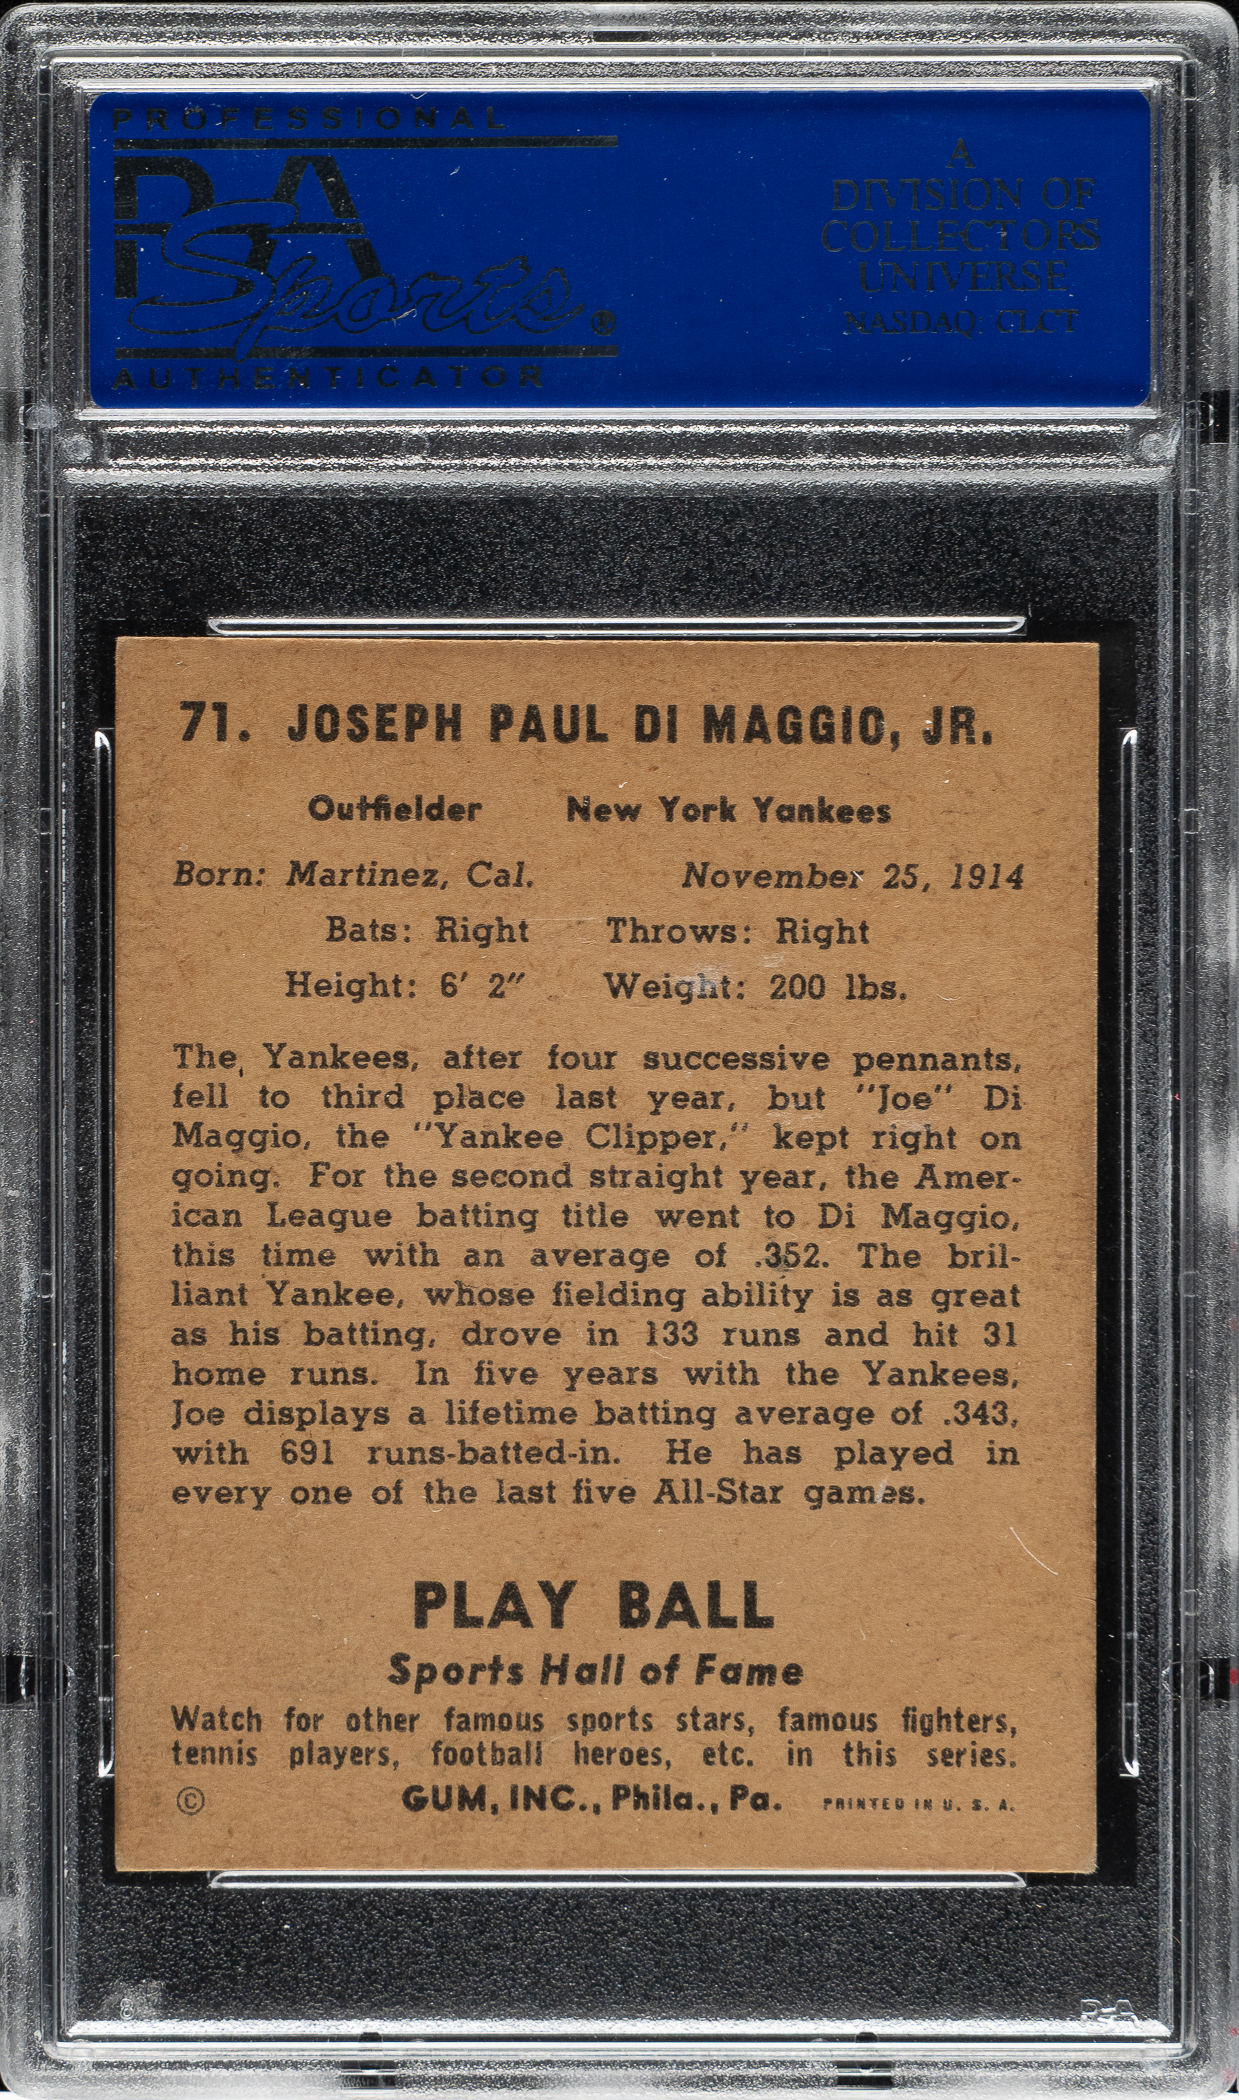 PROFESSIONAL
PSA
Sports ®
AUTHENTICATOR
A
DIVISION OF
COLLECTORS
UNIVERSE
NASDAQ: CLCT
71. JOSEPH PAUL DI MAGGIO, JR.
Outfielder New York Yankees
Born: Martinez, Cal. November 25, 1914
Bats: Right Throws: Right
Height: 6' 2" Weight: 200 lbs.
The Yankees, after four successive pennants,
fell to third place last year, but "Joe" Di
Maggio, the "Yankee Clipper," kept right on
going. For the second straight year, the Amer-
ican League batting title went to Di Maggio,
this time with an average of .352. The bril-
liant Yankee, whose fielding ability is as great
as his batting, drove in 133 runs and hit 31
home runs. In five years with the Yankees,
Joe displays a lifetime batting average of .343,
with 691 runs-batted-in. He has played in
every one of the last five All-Star games.
PLAY BALL
Sports Hall of Fame
Watch for other famous sports stars, famous fighters,
tennis players, football heroes, etc. in this series.
© GUM, INC., Phila., Pa. PRINTED IN U. S. A.
8 PSA